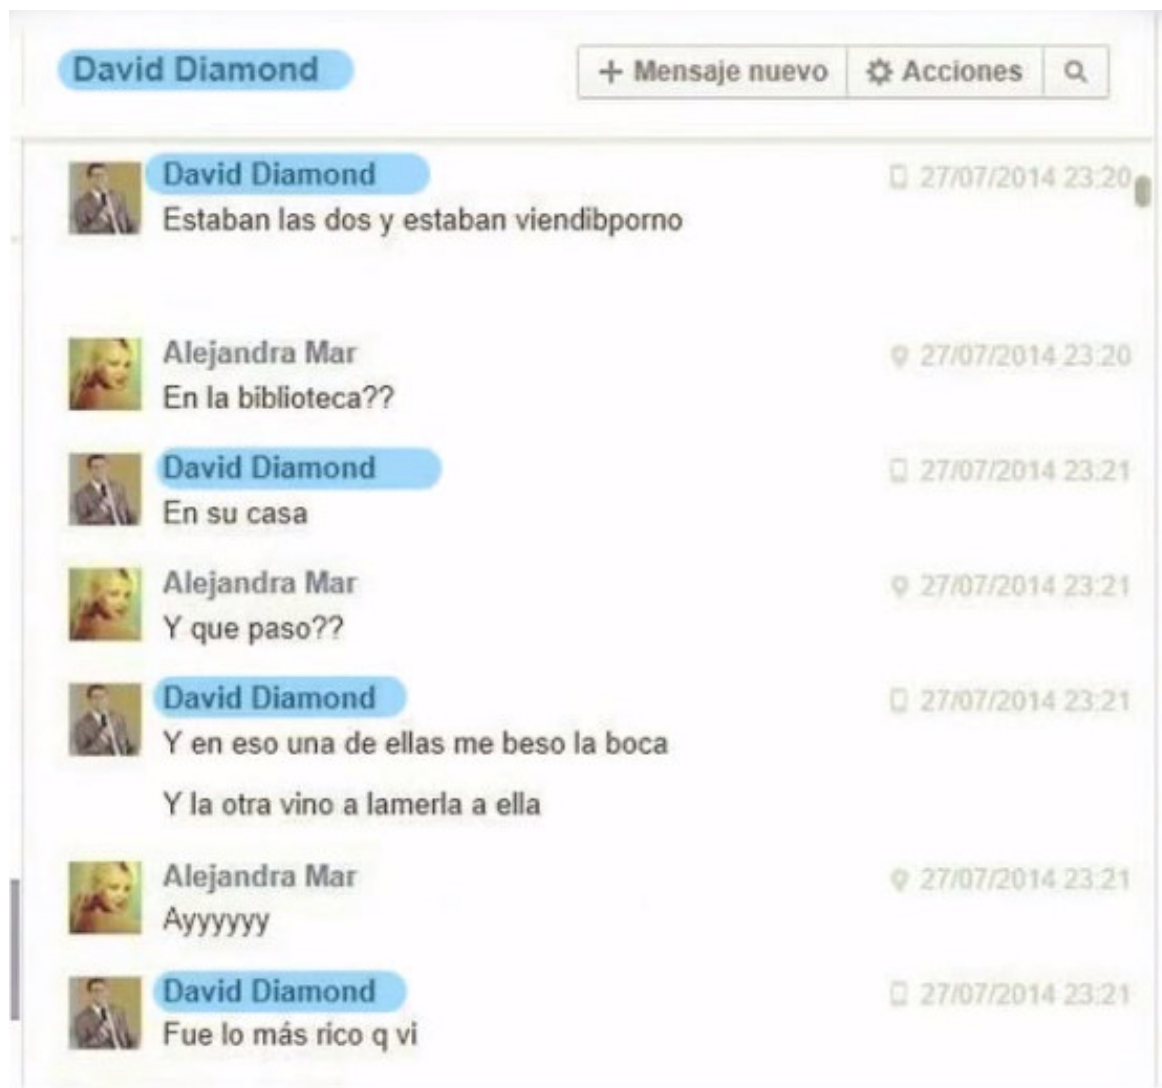 David Diamond
+ Mensaje nuevo
Acciones
David Diamond
27/07/2014 23:20
Estaban las dos y estaban viendibporno
Alejandra Mar
27/07/2014 23:20
En la biblioteca??
David Diamond
27/07/2014 23:21
En su casa
Alejandra Mar
27/07/2014 23:21
Y que paso??
David Diamond
27/07/2014 23:21
Y en eso una de ellas me beso la boca
Y la otra vino a lamerla a ella
Alejandra Mar
27/07/2014 23:21
Ayyyyyy
David Diamond
27/07/2014 23:21
Fue lo más rico q vi